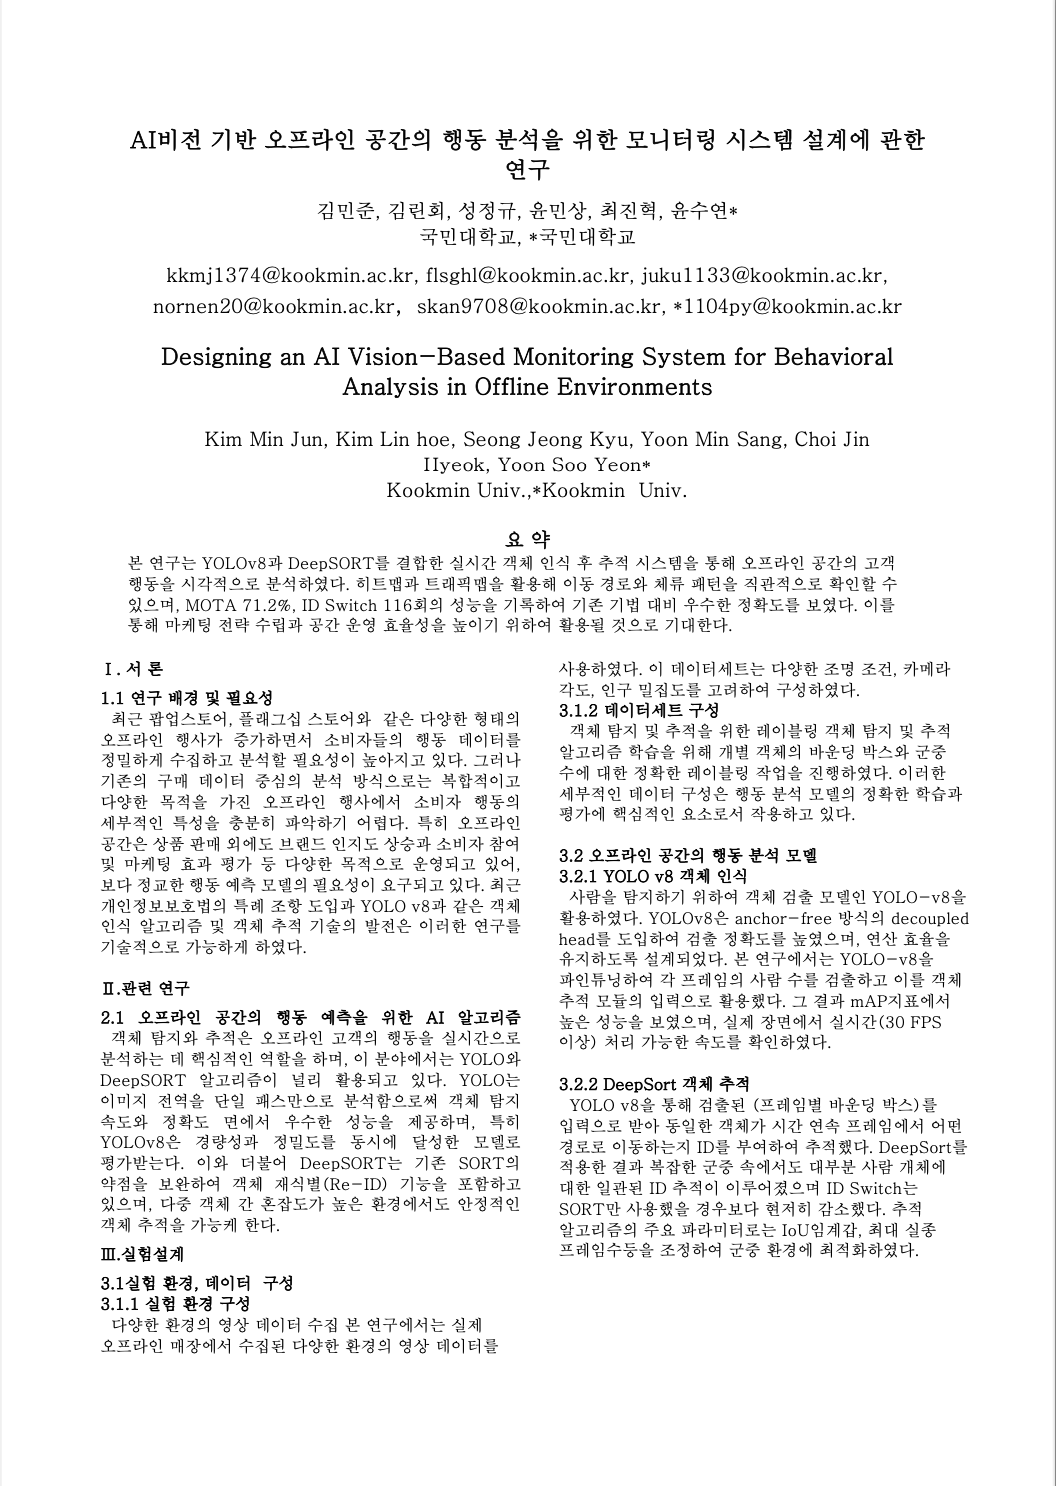 AI비전 기반 오프라인 공간의 행동 분석을 위한 모니터링 시스템 설계에 관한
연구
김민준, 김린회, 성정규, 윤민상, 최진혁, 윤수연*
국민대학교, *국민대학교
kkmj1374@kookmin.ac.kr, flsghl@kookmin.ac.kr, juku1133@kookmin.ac.kr,
nornen20@kookmin.ac.kr, skan9708@kookmin.ac.kr, *1104py@kookmin.ac.kr
Designing an AI Vision-Based Monitoring System for Behavioral
Analysis in Offline Environments
Kim Min Jun, Kim Lin hoe, Seong Jeong Kyu, Yoon Min Sang, Choi Jin
Hyeok, Yoon Soo Yeon*
Kookmin Univ.,*Kookmin Univ.
요 약
본 연구는 YOLOv8과 DeepSORT를 결합한 실시간 객체 인식 후 추적 시스템을 통해 오프라인 공간의 고객
행동을 시각적으로 분석하였다. 히트맵과 트래픽맵을 활용해 이동 경로와 체류 패턴을 직관적으로 확인할 수
있으며, MOTA 71.2%, ID Switch 116회의 성능을 기록하여 기존 기법 대비 우수한 정확도를 보였다. 이를
통해 마케팅 전략 수립과 공간 운영 효율성을 높이기 위하여 활용될 것으로 기대한다.
Ⅰ. 서 론
1.1 연구 배경 및 필요성
최근 팝업스토어, 플래그십 스토어와 같은 다양한 형태의
오프라인 행사가 증가하면서 소비자들의 행동 데이터를
정밀하게 수집하고 분석할 필요성이 높아지고 있다. 그러나
기존의 구매 데이터 중심의 분석 방식으로는 복합적이고
다양한 목적을 가진 오프라인 행사에서 소비자 행동의
세부적인 특성을 충분히 파악하기 어렵다. 특히 오프라인
공간은 상품 판매 외에도 브랜드 인지도 상승과 소비자 참여
및 마케팅 효과 평가 등 다양한 목적으로 운영되고 있어,
보다 정교한 행동 예측 모델의 필요성이 요구되고 있다. 최근
개인정보보호법의 특례 조항 도입과 YOLO v8과 같은 객체
인식 알고리즘 및 객체 추적 기술의 발전은 이러한 연구를
기술적으로 가능하게 하였다.
Ⅱ.관련 연구
2.1 오프라인 공간의 행동 예측을 위한 AI 알고리즘
객체 탐지와 추적은 오프라인 고객의 행동을 실시간으로
분석하는 데 핵심적인 역할을 하며, 이 분야에서는 YOLO와
DeepSORT 알고리즘이 널리 활용되고 있다. YOLO는
이미지 전역을 단일 패스만으로 분석함으로써 객체 탐지
속도와 정확도 면에서 우수한 성능을 제공하며, 특히
YOLOv8은 경량성과 정밀도를 동시에 달성한 모델로
평가받는다. 이와 더불어 DeepSORT는 기존 SORT의
약점을 보완하여 객체 재식별(Re-ID) 기능을 포함하고
있으며, 다중 객체 간 혼잡도가 높은 환경에서도 안정적인
객체 추적을 가능케 한다.
Ⅲ.실험설계
3.1실험 환경, 데이터 구성
3.1.1 실험 환경 구성
다양한 환경의 영상 데이터 수집 본 연구에서는 실제
오프라인 매장에서 수집된 다양한 환경의 영상 데이터를
사용하였다. 이 데이터세트는 다양한 조명 조건, 카메라
각도, 인구 밀집도를 고려하여 구성하였다.
3.1.2 데이터세트 구성
객체 탐지 및 추적을 위한 레이블링 객체 탐지 및 추적
알고리즘 학습을 위해 개별 객체의 바운딩 박스와 군중
수에 대한 정확한 레이블링 작업을 진행하였다. 이러한
세부적인 데이터 구성은 행동 분석 모델의 정확한 학습과
평가에 핵심적인 요소로서 작용하고 있다.
3.2 오프라인 공간의 행동 분석 모델
3.2.1 YOLO v8 객체 인식
사람을 탐지하기 위하여 객체 검출 모델인 YOLO-v8을
활용하였다. YOLOv8은 anchor-free 방식의 decoupled
head를 도입하여 검출 정확도를 높였으며, 연산 효율을
유지하도록 설계되었다. 본 연구에서는 YOLO-v8을
파인튜닝하여 각 프레임의 사람 수를 검출하고 이를 객체
추적 모듈의 입력으로 활용했다. 그 결과 mAP지표에서
높은 성능을 보였으며, 실제 장면에서 실시간(30 FPS
이상) 처리 가능한 속도를 확인하였다.
3.2.2 DeepSort 객체 추적
YOLO v8을 통해 검출된 (프레임별 바운딩 박스)를
입력으로 받아 동일한 객체가 시간 연속 프레임에서 어떤
경로로 이동하는지 ID를 부여하여 추적했다. DeepSort를
적용한 결과 복잡한 군중 속에서도 대부분 사람 개체에
대한 일관된 ID 추적이 이루어졌으며 ID Switch는
SORT만 사용했을 경우보다 현저히 감소했다. 추적
알고리즘의 주요 파라미터로는 IoU임계값, 최대 실종
프레임수등을 조정하여 군중 환경에 최적화하였다.